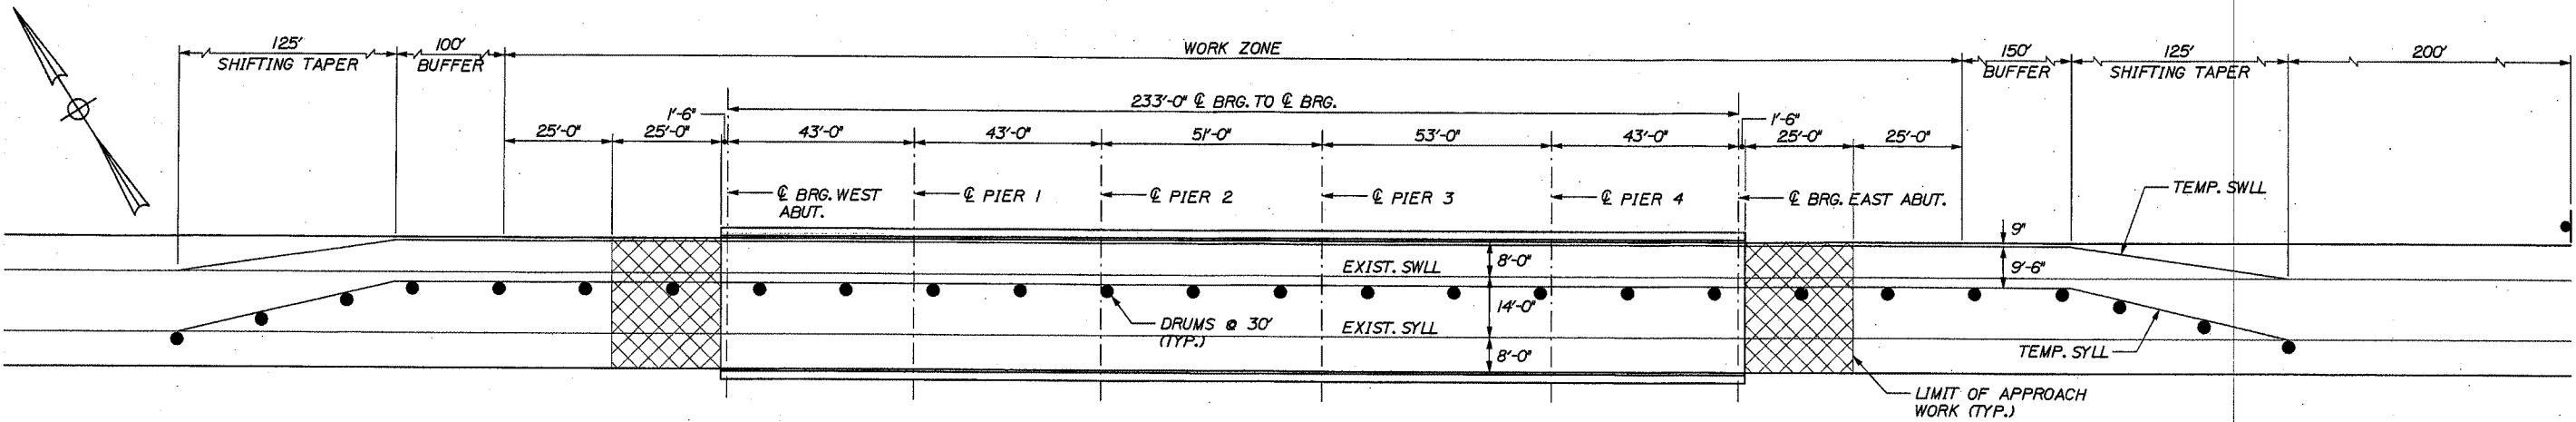 125'
SHIFTING TAPER
100'
BUFFER
WORK ZONE
150'
BUFFER
125'
SHIFTING TAPER
200'
233'-0" ℄ BRG. TO ℄ BRG.
1'-6"
1'-6"
25'-0"
25'-0"
43'-0"
43'-0"
51'-0"
53'-0"
43'-0"
25'-0"
25'-0"
℄ BRG. WEST
ABUT.
℄ PIER 1
℄ PIER 2
℄ PIER 3
℄ PIER 4
℄ BRG. EAST ABUT.
TEMP. SWLL
9"
EXIST. SWLL
8'-0"
9'-6"
14'-0"
DRUMS @ 30'
(TYP.)
EXIST. SYLL
8'-0"
TEMP. SYLL
LIMIT OF APPROACH
WORK (TYP.)